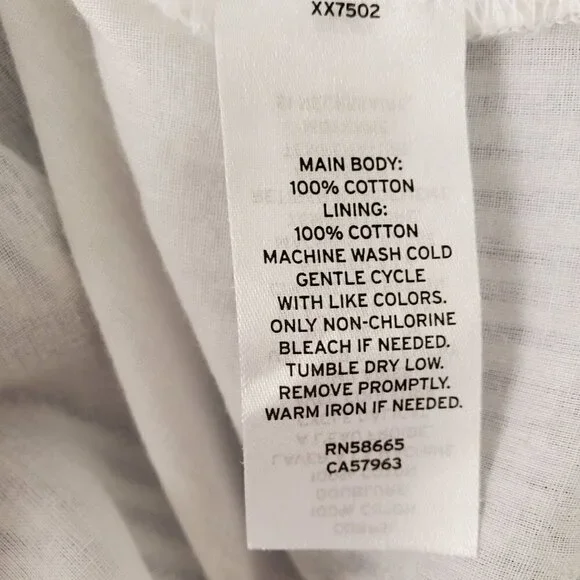 XX7502
MAIN BODY:
100% COTTON
LINING:
100% COTTON
MACHINE WASH COLD
GENTLE CYCLE
WITH LIKE COLORS.
ONLY NON-CHLORINE
BLEACH IF NEEDED.
TUMBLE DRY LOW.
REMOVE PROMPTLY.
WARM IRON IF NEEDED.
RN58665
CA57963